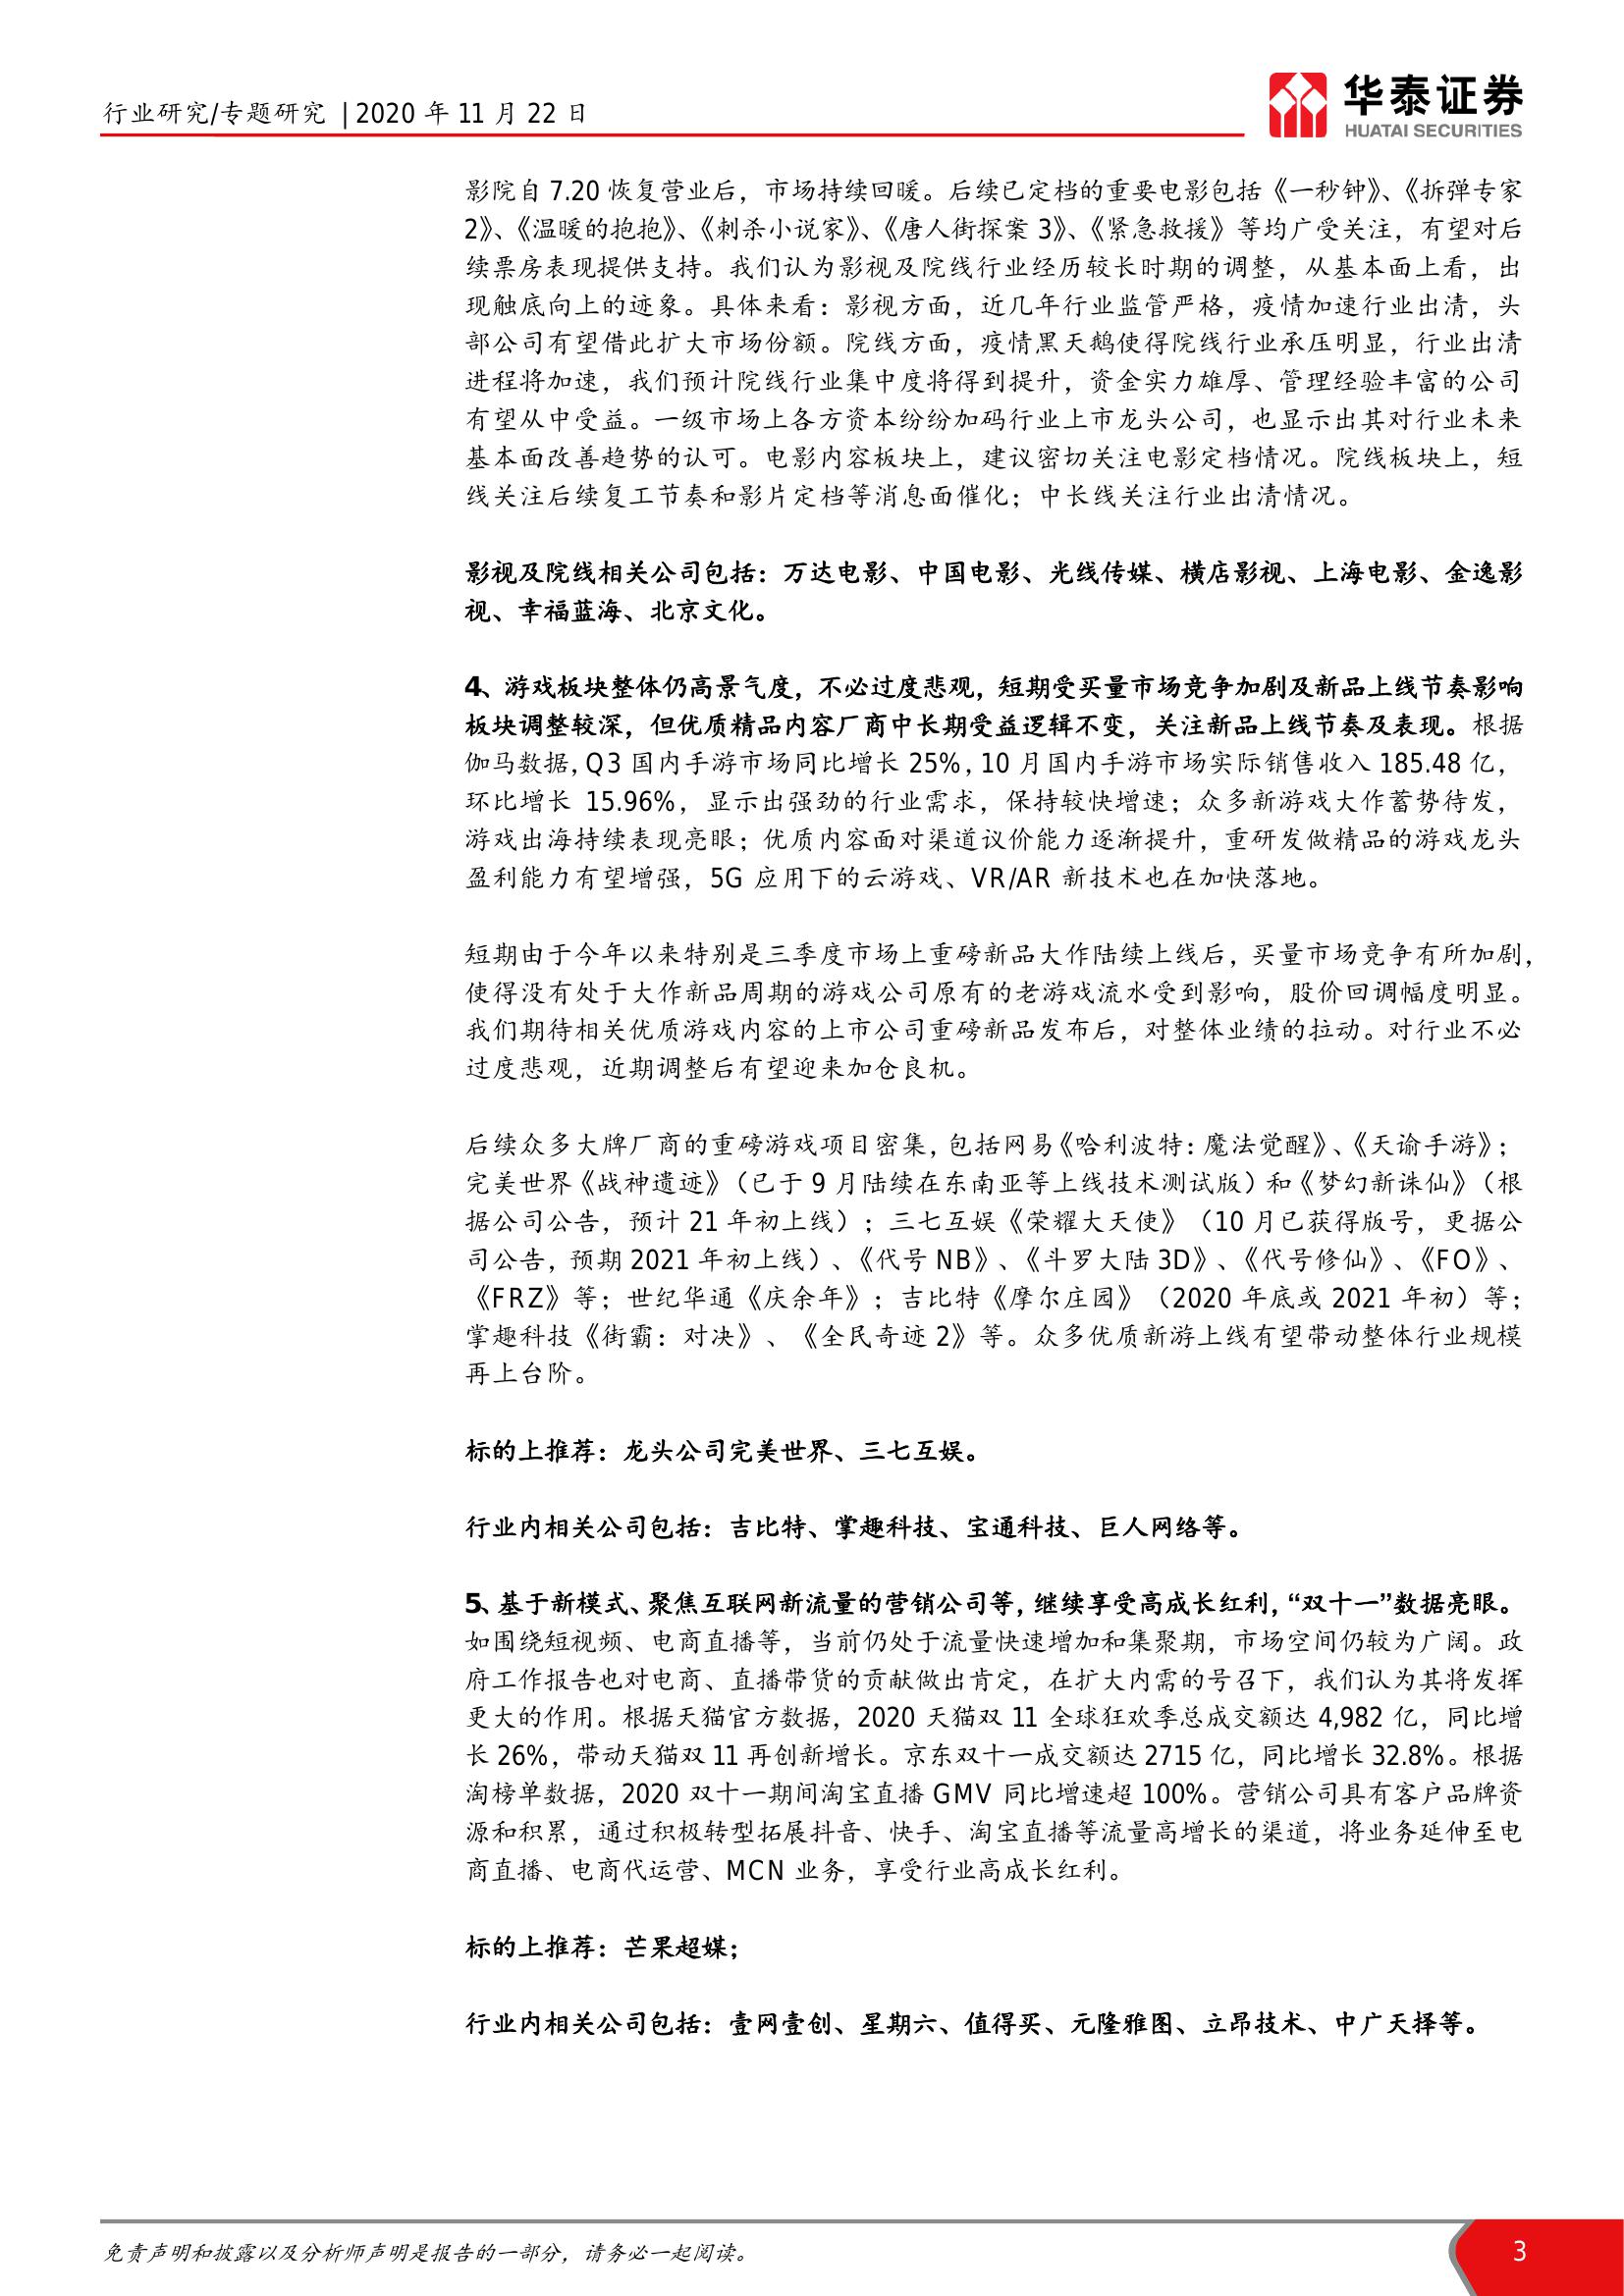 行业研究/专题研究 | 2020 年 11 月 22 日
华泰证券
HUATAI SECURITIES
影院自 7.20 恢复营业后，市场持续回暖。后续已定档的重要电影包括《一秒钟》、《拆弹专家
2》、《温暖的抱抱》、《刺杀小说家》、《唐人街探案 3》、《紧急救援》等均广受关注，有望对后
续票房表现提供支持。我们认为影视及院线行业经历较长时期的调整，从基本面上看，出
现触底向上的迹象。具体来看：影视方面，近几年行业监管严格，疫情加速行业出清，头
部公司有望借此扩大市场份额。院线方面，疫情黑天鹅使得院线行业承压明显，行业出清
进程将加速，我们预计院线行业集中度将得到提升，资金实力雄厚、管理经验丰富的公司
有望从中受益。一级市场上各方资本纷纷加码行业上市龙头公司，也显示出其对行业未来
基本面改善趋势的认可。电影内容板块上，建议密切关注电影定档情况。院线板块上，短
线关注后续复工节奏和影片定档等消息面催化；中长线关注行业出清情况。
影视及院线相关公司包括：万达电影、中国电影、光线传媒、横店影视、上海电影、金逸影
视、幸福蓝海、北京文化。
4、游戏板块整体仍高景气度，不必过度悲观，短期受买量市场竞争加剧及新品上线节奏影响
板块调整较深，但优质精品内容厂商中长期受益逻辑不变，关注新品上线节奏及表现。根据
伽马数据，Q3 国内手游市场同比增长 25%，10 月国内手游市场实际销售收入 185.48 亿，
环比增长 15.96%，显示出强劲的行业需求，保持较快增速；众多新游戏大作蓄势待发，
游戏出海持续表现亮眼；优质内容面对渠道议价能力逐渐提升，重研发做精品的游戏龙头
盈利能力有望增强，5G 应用下的云游戏、VR/AR 新技术也在加快落地。
短期由于今年以来特别是三季度市场上重磅新品大作陆续上线后，买量市场竞争有所加剧，
使得没有处于大作新品周期的游戏公司原有的老游戏流水受到影响，股价回调幅度明显。
我们期待相关优质游戏内容的上市公司重磅新品发布后，对整体业绩的拉动。对行业不必
过度悲观，近期调整后有望迎来加仓良机。
后续众多大牌厂商的重磅游戏项目密集，包括网易《哈利波特：魔法觉醒》、《天谕手游》；
完美世界《战神遗迹》（已于 9 月陆续在东南亚等上线技术测试版）和《梦幻新诛仙》（根
据公司公告，预计 21 年初上线）；三七互娱《荣耀大天使》（10 月已获得版号，更据公
司公告，预期 2021 年初上线）、《代号 NB》、《斗罗大陆 3D》、《代号修仙》、《FO》、
《FRZ》等；世纪华通《庆余年》；吉比特《摩尔庄园》（2020 年底或 2021 年初）等；
掌趣科技《街霸：对决》、《全民奇迹 2》等。众多优质新游上线有望带动整体行业规模
再上台阶。
标的上推荐：龙头公司完美世界、三七互娱。
行业内相关公司包括：吉比特、掌趣科技、宝通科技、巨人网络等。
5、基于新模式、聚焦互联网新流量的营销公司等，继续享受高成长红利，“双十一”数据亮眼。
如围绕短视频、电商直播等，当前仍处于流量快速增加和集聚期，市场空间仍较为广阔。政
府工作报告也对电商、直播带货的贡献做出肯定，在扩大内需的号召下，我们认为其将发挥
更大的作用。根据天猫官方数据，2020 天猫双 11 全球狂欢季总成交额达 4,982 亿，同比增
长 26%，带动天猫双 11 再创新增长。京东双十一成交额达 2715 亿，同比增长 32.8%。根据
淘榜单数据，2020 双十一期间淘宝直播 GMV 同比增速超 100%。营销公司具有客户品牌资
源和积累，通过积极转型拓展抖音、快手、淘宝直播等流量高增长的渠道，将业务延伸至电
商直播、电商代运营、MCN 业务，享受行业高成长红利。
标的上推荐：芒果超媒；
行业内相关公司包括：壹网壹创、星期六、值得买、元隆雅图、立昂技术、中广天择等。
免责声明和披露以及分析师声明是报告的一部分，请务必一起阅读。
3